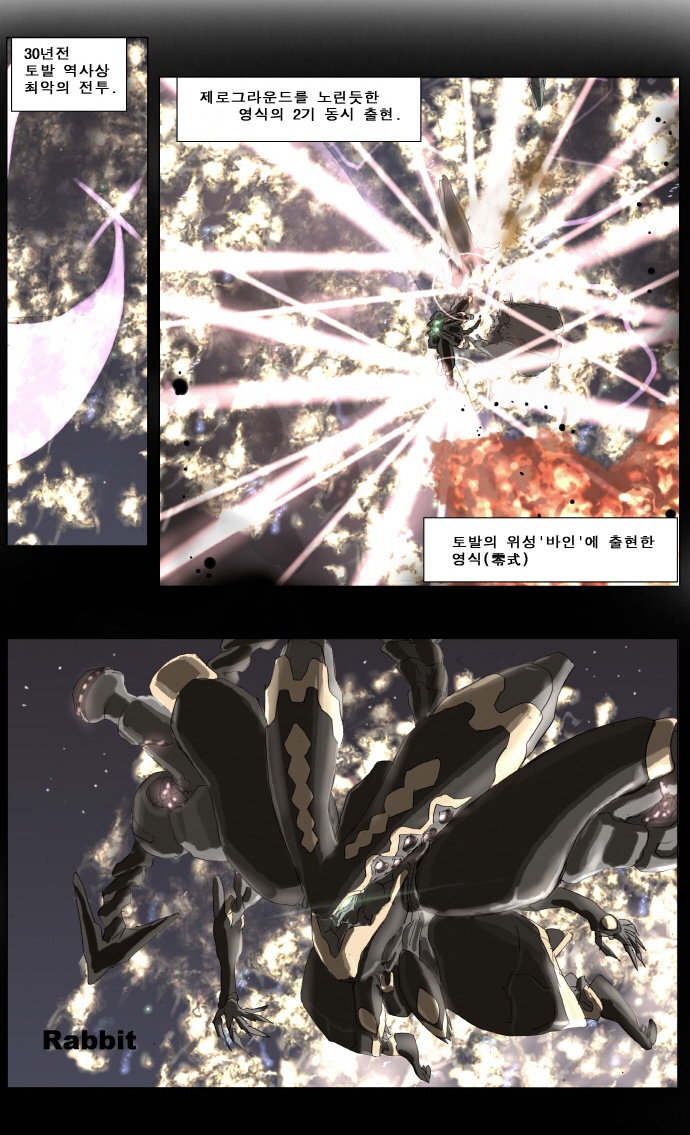 30년전
토발 역사상
최악의 전투.
제로그라운드를 노린듯한
영식의 2기 동시 출현.
토발의 위성'바인'에 출현한
영식(零式)
Rabbit